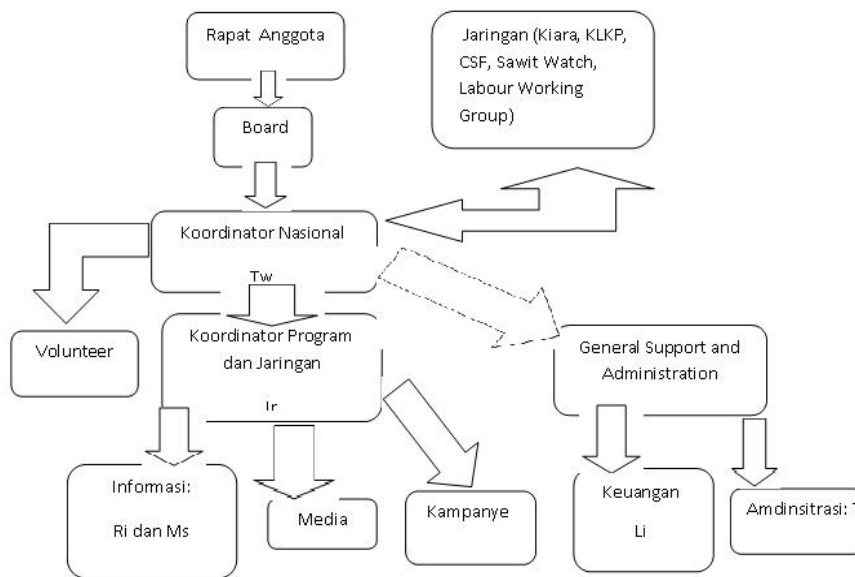 Rapat Anggota
Jaringan (Kiara, KLKP,
CSF, Sawit Watch,
Labour Working
Group)
Board
Koordinator Nasional
Tw
Volunteer
Koordinator Program
dan Jaringan
Ir
General Support and
Administration
Informasi:
Ri dan Ms
Media
Kampanye
Keuangan
Li
Amdinsitrasi: T